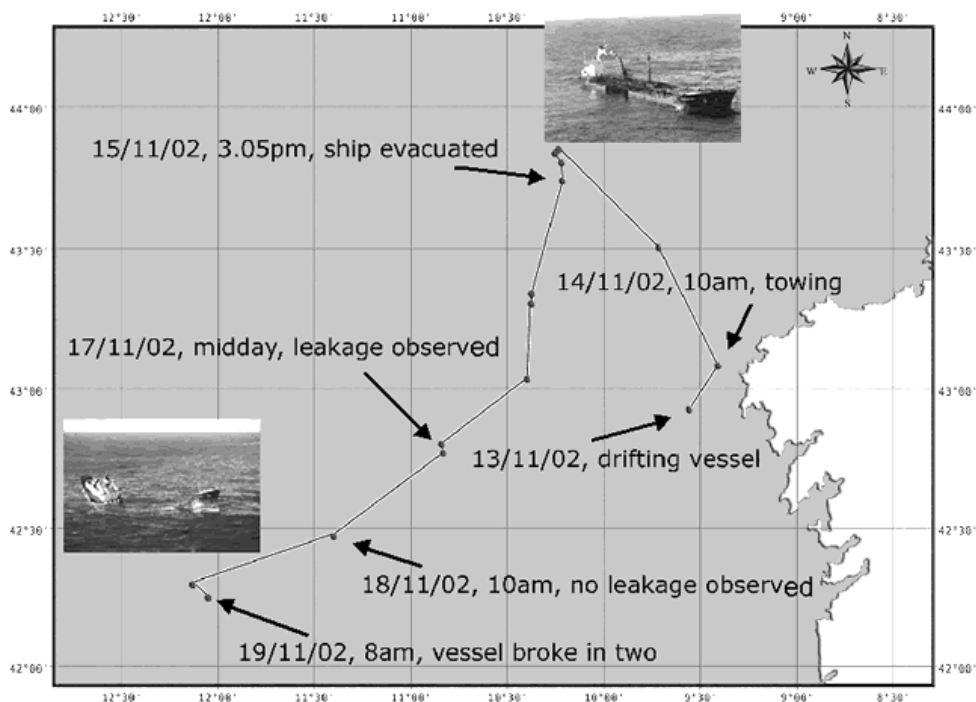 12°30' 12°00' 11°30' 11°00' 10°30' 9°30' 9°00' 8°30'
N
W E
S
44°00' 44°00'
15/11/02, 3.05pm, ship evacuated
43°30' 43°30'
14/11/02, 10am, towing
17/11/02, midday, leakage observed
43°00' 43°00'
13/11/02, drifting vessel
42°30' 42°30'
18/11/02, 10am, no leakage observed
19/11/02, 8am, vessel broke in two
42°00' 42°00'
12°30' 12°00' 11°30' 11°00' 10°30' 10°00' 9°30' 9°00' 8°30'